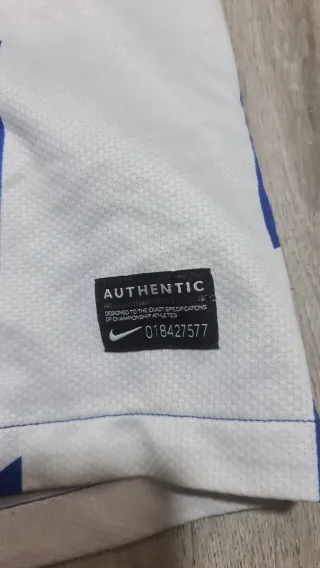 AUTHENTIC
DESIGNED TO THE EXACT SPECIFICATIONS
OF CHAMPIONSHIP ATHLETES
018427577